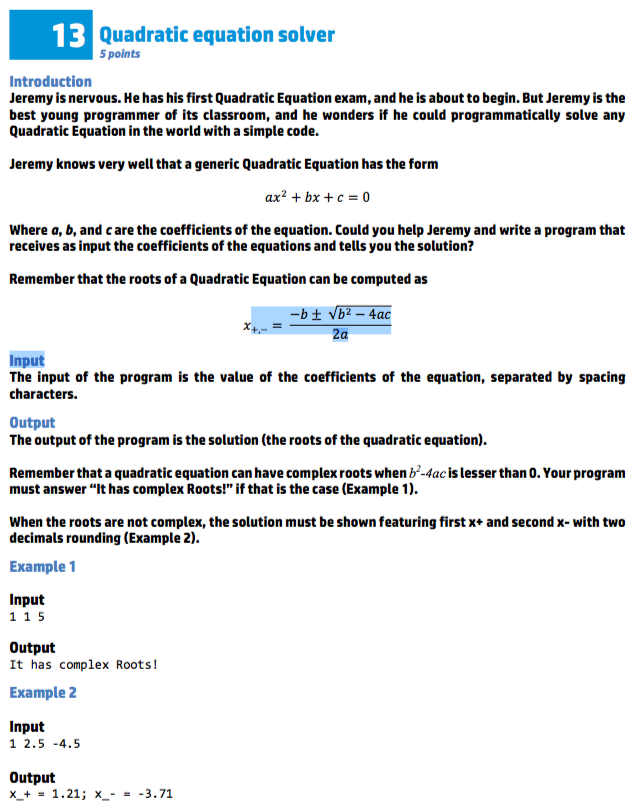 13 Quadratic equation solver
5 points
Introduction
Jeremy is nervous. He has his first Quadratic Equation exam, and he is about to begin. But Jeremy is the
best young programmer of its classroom, and he wonders if he could programmatically solve any
Quadratic Equation in the world with a simple code.
Jeremy knows very well that a generic Quadratic Equation has the form
ax² + bx + c = 0
Where a, b, and c are the coefficients of the equation. Could you help Jeremy and write a program that
receives as input the coefficients of the equations and tells you the solution?
Remember that the roots of a Quadratic Equation can be computed as
x₊,₋ = (−b ± √(b² − 4ac)) / 2a
Input
The input of the program is the value of the coefficients of the equation, separated by spacing
characters.
Output
The output of the program is the solution (the roots of the quadratic equation).
Remember that a quadratic equation can have complex roots when b²-4ac is lesser than 0. Your program
must answer “It has complex Roots!” if that is the case (Example 1).
When the roots are not complex, the solution must be shown featuring first x+ and second x- with two
decimals rounding (Example 2).
Example 1
Input
1 1 5
Output
It has complex Roots!
Example 2
Input
1 2.5 -4.5
Output
x_+ = 1.21; x_- = -3.71